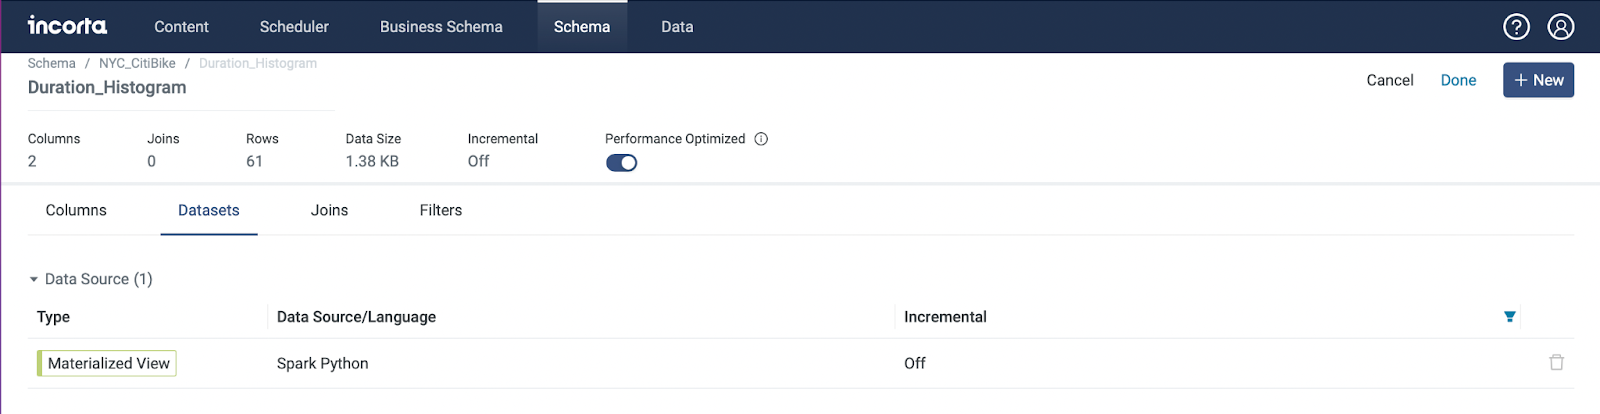 incorta Content Scheduler Business Schema Schema Data ?
Schema / NYC_CitiBike / Duration_Histogram
Duration_Histogram
Cancel Done + New
Columns Joins Rows Data Size Incremental Performance Optimized
2 0 61 1.38 KB Off
Columns Datasets Joins Filters
Data Source (1)
Type Data Source/Language Incremental
Materialized View Spark Python Off